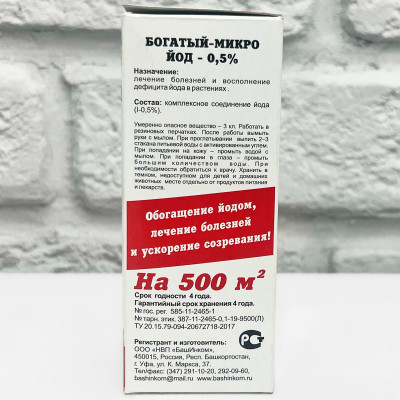 БОГАТЫЙ-МИКРО
ЙОД - 0,5%
Назначение:
лечение болезней и восполнение
дефицита йода в растениях .
Состав: комплексное соединение йода
(I-0,5%).
Умеренно опасное вещество – 3 кл. Работать в
резиновых перчатках. После работы вымыть
руки с мылом. При проглатывании выпить 2–3
стакана питьевой воды с активированным углем.
При попадании на кожу – промыть водой с
мылом. При попадании в глаза – промыть
большим количеством воды. При
необходимости обратиться к врачу. Хранить в
темном, недоступном для детей и домашних
животных месте отдельно от продуктов питания
и лекарств.
Обогащение йодом,
лечение болезней
и ускорение созревания!
На 500 м²
Срок годности 4 года.
Гарантийный срок хранения 4 года.
№ гос. рег. 585-11-2465-1
№ тарн. этик. 387-11-2465-0,1-19-9500(Л)
ТУ 20.15.79-094-20672718-2017
Регистрант и изготовитель:
ООО «НВП «БашИнком»,
450015, Россия, Респ. Башкортостан,
г. Уфа, ул. К. Маркса, 37
Тел/факс: (347) 291-10-20, 292-09-60,
bashinkom@mail.ru www.bashinkom.ru
РС